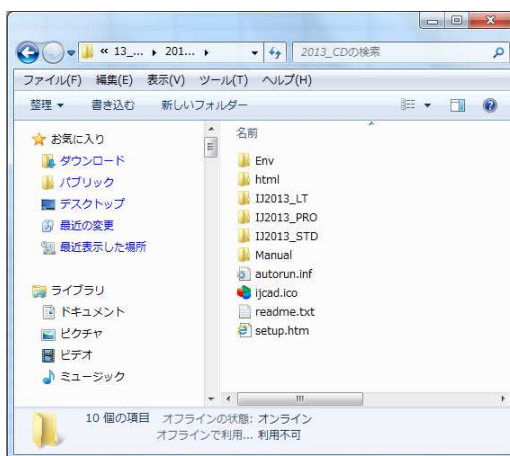 « 13_... ▸ 201... ▸ 2013_CDの検索
ファイル(F) 編集(E) 表示(V) ツール(T) ヘルプ(H)
整理 ▼ 書き込む 新しいフォルダー
お気に入り
ダウンロード
パブリック
デスクトップ
最近の変更
最近表示した場所
ライブラリ
ドキュメント
ピクチャ
ビデオ
ミュージック
名前
Env
html
IJ2013_LT
IJ2013_PRO
IJ2013_STD
Manual
autorun.inf
ijcad.ico
readme.txt
setup.htm
10 個の項目 オフラインの状態: オンライン
オフラインで利用... 利用不可